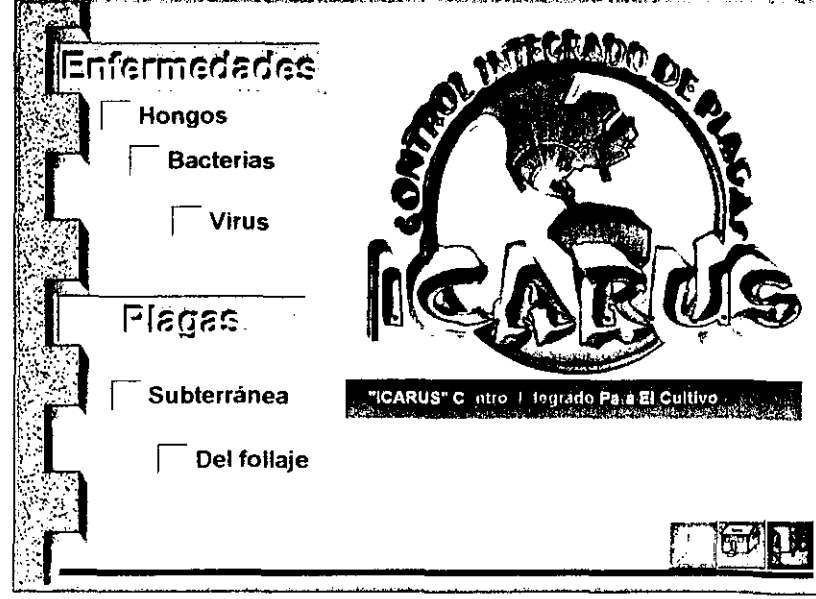 Enfermedades
Hongos
Bacterias
Virus
Plagas
Subterránea
Del follaje
CONTROL INTEGRADO DE PLAGAS
ICARUS
"ICARUS" El Cultivo